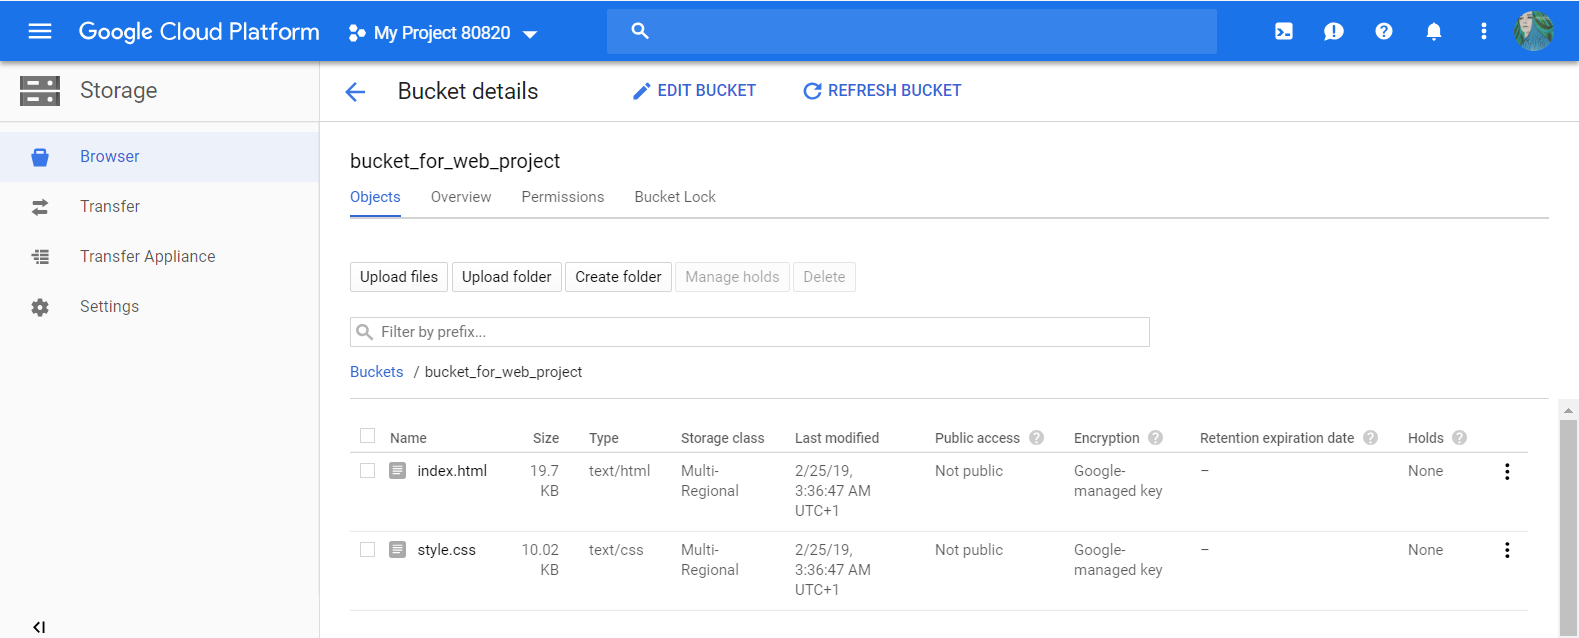 Google Cloud Platform My Project 80820
Storage Bucket details EDIT BUCKET REFRESH BUCKET
Browser
Transfer
Transfer Appliance
Settings
bucket_for_web_project
Objects Overview Permissions Bucket Lock
Upload files Upload folder Create folder Manage holds Delete
Filter by prefix...
Buckets / bucket_for_web_project
Name Size Type Storage class Last modified Public access Encryption Retention expiration date Holds
index.html 19.7 text/html Multi- 2/25/19, Not public Google- – None
KB Regional 3:36:47 AM managed key
UTC+1
style.css 10.02 text/css Multi- 2/25/19, Not public Google- – None
KB Regional 3:36:47 AM managed key
UTC+1